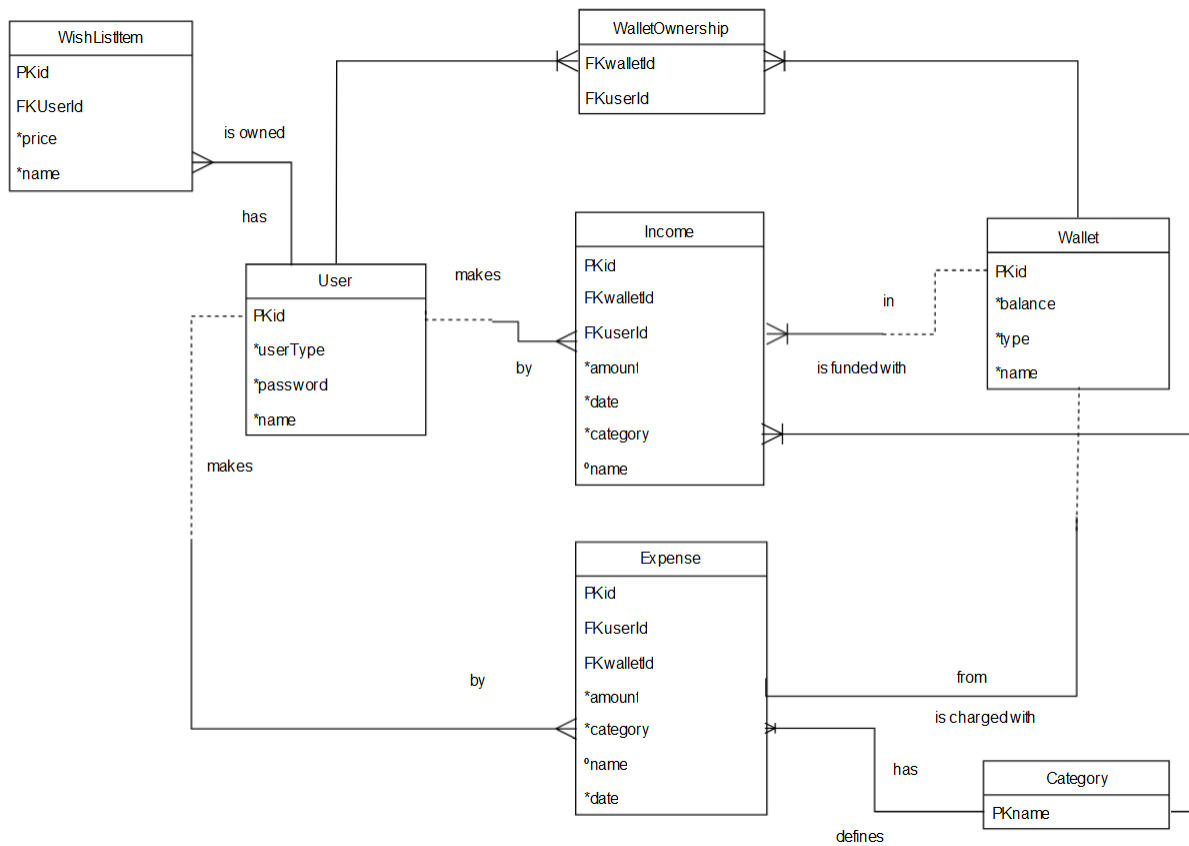 WishListItem
PKid
FKUserId
*price
*name
WalletOwnership
FKwalletId
FKuserId
is owned
has
User
PKid
*userType
*password
*name
makes
by
Income
PKid
FKwalletId
FKuserId
*amount
*date
*category
ºname
in
is funded with
Wallet
PKid
*balance
*type
*name
makes
by
Expense
PKid
FKuserId
FKwalletId
*amount
*category
ºname
*date
from
is charged with
has
defines
Category
PKname